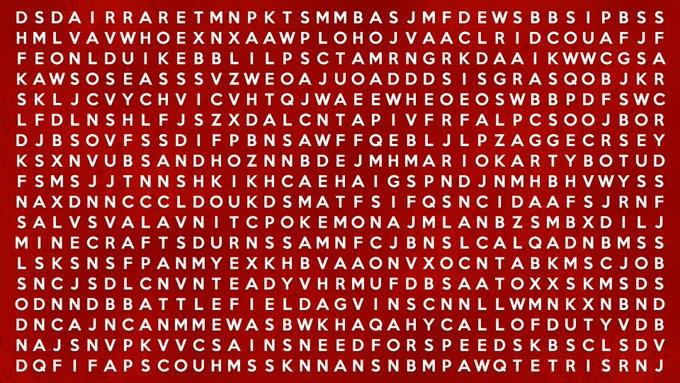 DSDAIRRARETMNPKTSMMBASJMFDEWSBBSIPBSS
HMLVAVWHOEXNXAAWPLOHOJVAACLRIDCOUAFJF
FEONLDUIKEBBLILPSCTAMRNGRKDAAIKWWCGSA
KAWSOSEASSSVZWEOAJUOADDDSISGRASQOBJKR
SKLJCVYCHVICVHTQJWAEEWHEOEOSWBBPDFSWC
LFDLNSHLFJSZXDALCNTAPIVFRFALPCSOOJBOR
DJBSOVFSSDIFPBNSAWFFQEBLJLPZAGGECRSEY
KSXNVUBSANDHOZNNBDEJMHMARIOKARTYBOTUD
FSMSJJTNNSHKIKHCAEHAIGSPNDJNMHBHVWYSS
NAXDNNCCCLDOUKDSMATFSIFQSNCIDAAFSJRNF
SALVSVALAVNITCPOKEMONAJMLANBZSMBXDILJ
MINECRAFTSDURNSSAMNFCJBNSLCALQADNBMSS
LSKSNSFPANMYEXKHBVAAONVXOCNTABKMSCJOB
SNCJSDLCNVNTEADYVHRMUFDBSAATOXXSKMSDS
ODNNDBBATTLEFIELDAGVINSCNNLLWMNKXNBND
DNCAJNCANMMEWASBWKHAQAHYCALLOFDUTYVDB
NAJSNVPKVVCSAINSNEEDFORSPEEDSKBSCLSDV
DQFIFAPSCOUHMSSKNNANSNBMPAWQTETRISRNJ